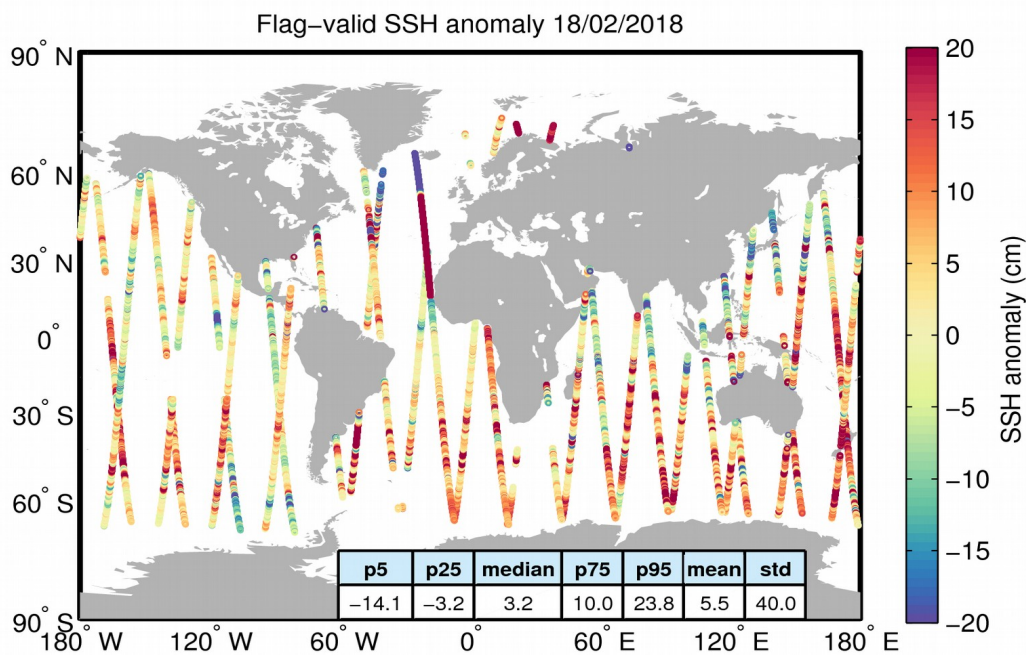 Flag−valid SSH anomaly 18/02/2018
90° N
60° N
30° N
0°
30° S
60° S
90° S
180° W
120° W
60° W
0°
60° E
120° E
180° E
p5 p25 median p75 p95 mean std
−14.1 −3.2 3.2 10.0 23.8 5.5 40.0
20
15
10
5
0
−5
−10
−15
−20
SSH anomaly (cm)